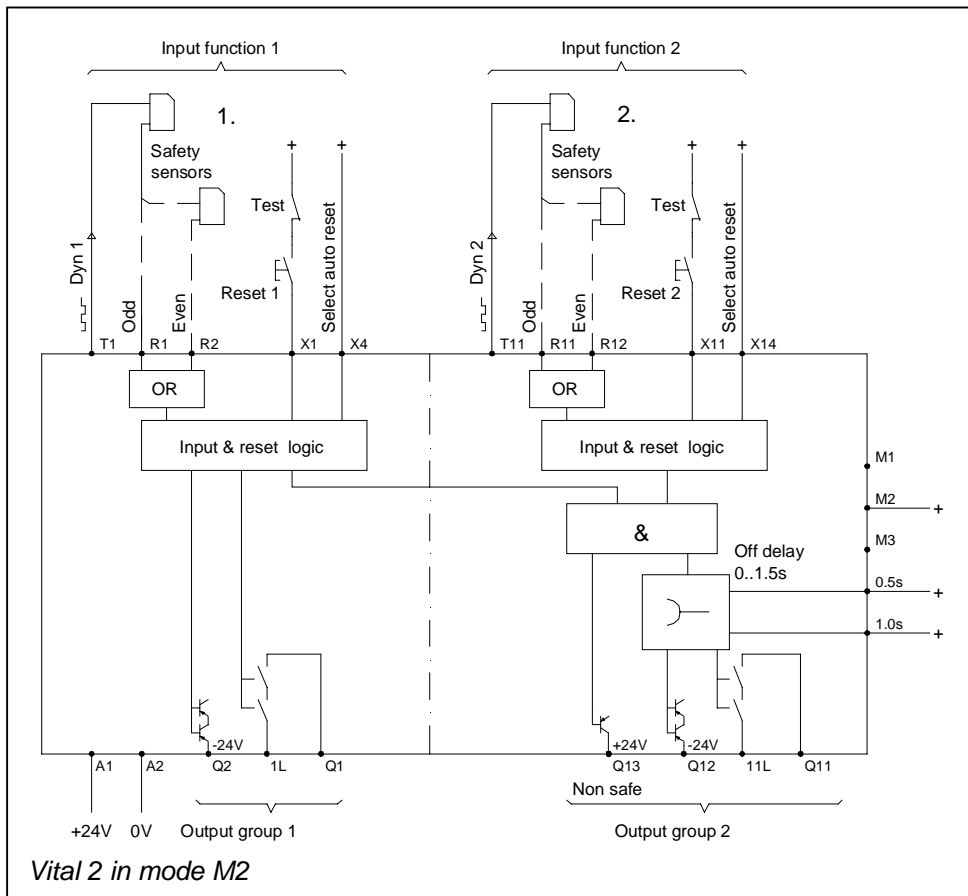 Input function 1
Input function 2
1.
2.
Safety
sensors
Safety
sensors
+
+
+
+
Test
Test
Dyn 1
Odd
Even
Reset 1
Select auto reset
Dyn 2
Odd
Even
Reset 2
Select auto reset
T1
R1
R2
X1
X4
T11
R11
R12
X11
X14
OR
OR
Input & reset logic
Input & reset logic
M1
M2
+
&
M3
Off delay
0..1.5s
0.5s
+
1.0s
+
-24V
+24V
-24V
A1
A2
Q2
1L
Q1
Q13
Q12
11L
Q11
Non safe
+24V
0V
Output group 1
Output group 2
Vital 2 in mode M2